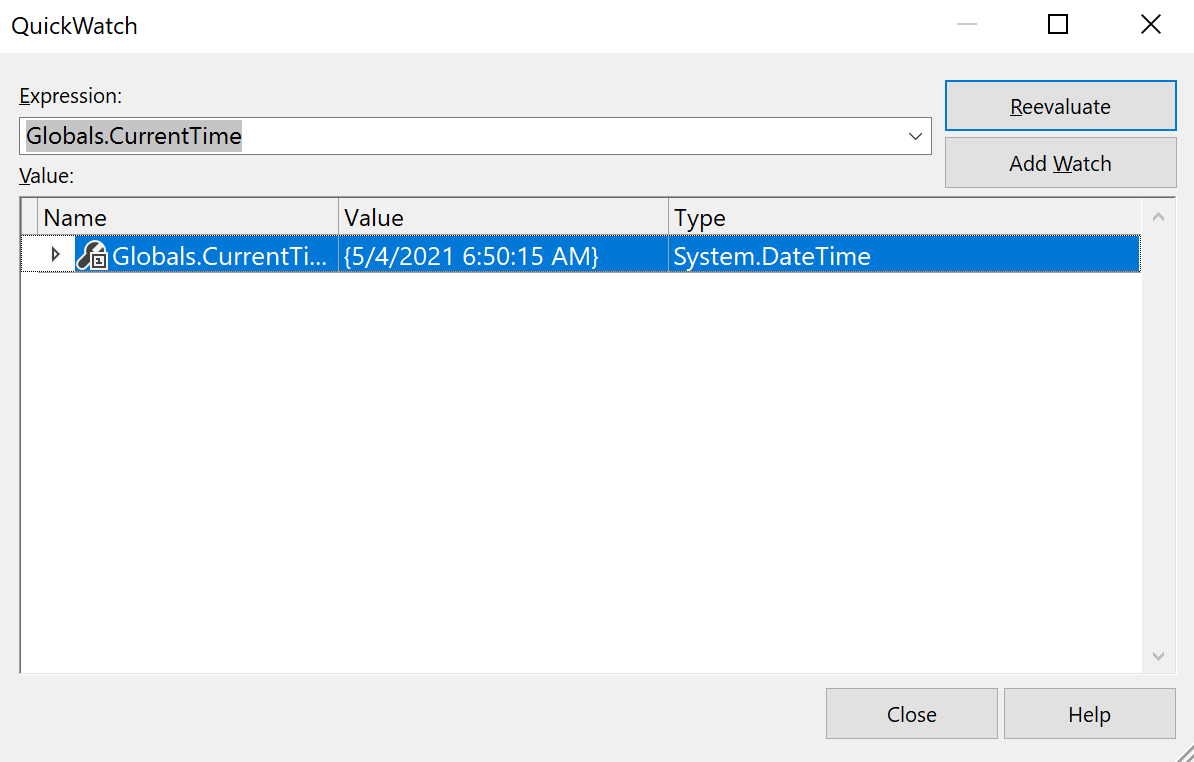 QuickWatch
Expression:
Reevaluate
Globals.CurrentTime
Add Watch
Value:
Name Value Type
Globals.CurrentTi... {5/4/2021 6:50:15 AM} System.DateTime
Close Help